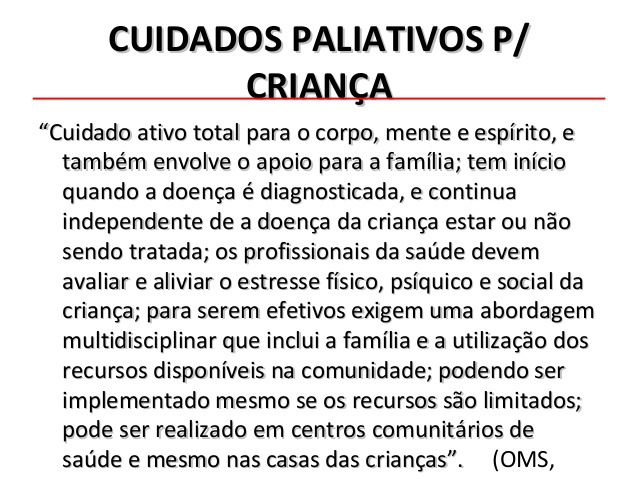 CUIDADOS PALIATIVOS P/
CRIANÇA
“Cuidado ativo total para o corpo, mente e espírito, e
também envolve o apoio para a família; tem início
quando a doença é diagnosticada, e continua
independente de a doença da criança estar ou não
sendo tratada; os profissionais da saúde devem
avaliar e aliviar o estresse físico, psíquico e social da
criança; para serem efetivos exigem uma abordagem
multidisciplinar que inclui a família e a utilização dos
recursos disponíveis na comunidade; podendo ser
implementado mesmo se os recursos são limitados;
pode ser realizado em centros comunitários de
saúde e mesmo nas casas das crianças”. (OMS,